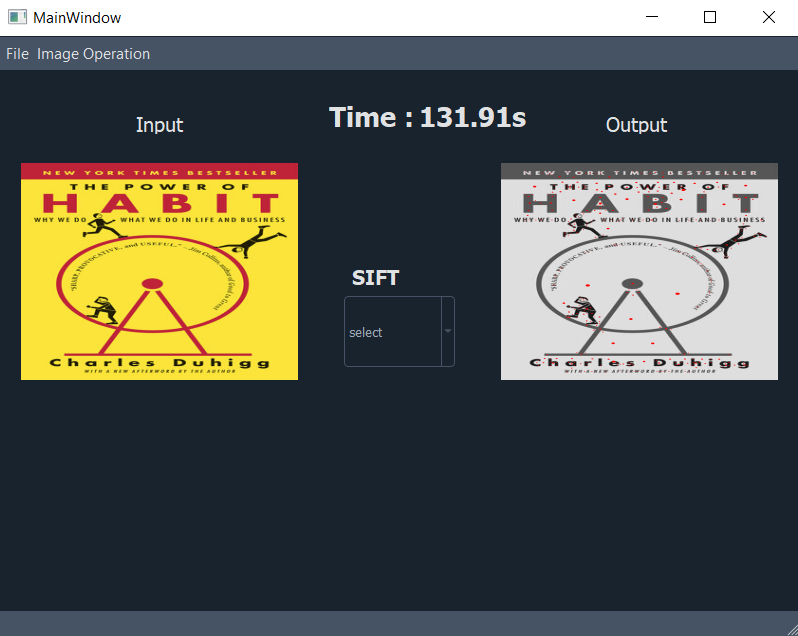 MainWindow
File Image Operation
Input
Time : 131.91s
Output
NEW YORK TIMES BESTSELLER
THE POWER OF
HABIT
WHY WE DO WHAT WE DO IN LIFE AND BUSINESS
"SHARP, PROVOCATIVE, and USEFUL." —Jim Collins, author of Good to Great
Charles Duhigg
WITH A NEW AFTERWORD BY THE AUTHOR
SIFT
select
NEW YORK TIMES BESTSELLER
THE POWER OF
HABIT
WHY WE DO WHAT WE DO IN LIFE AND BUSINESS
"SHARP, PROVOCATIVE, and USEFUL." —Jim Collins, author of Good to Great
Charles Duhigg
WITH A NEW AFTERWORD BY THE AUTHOR